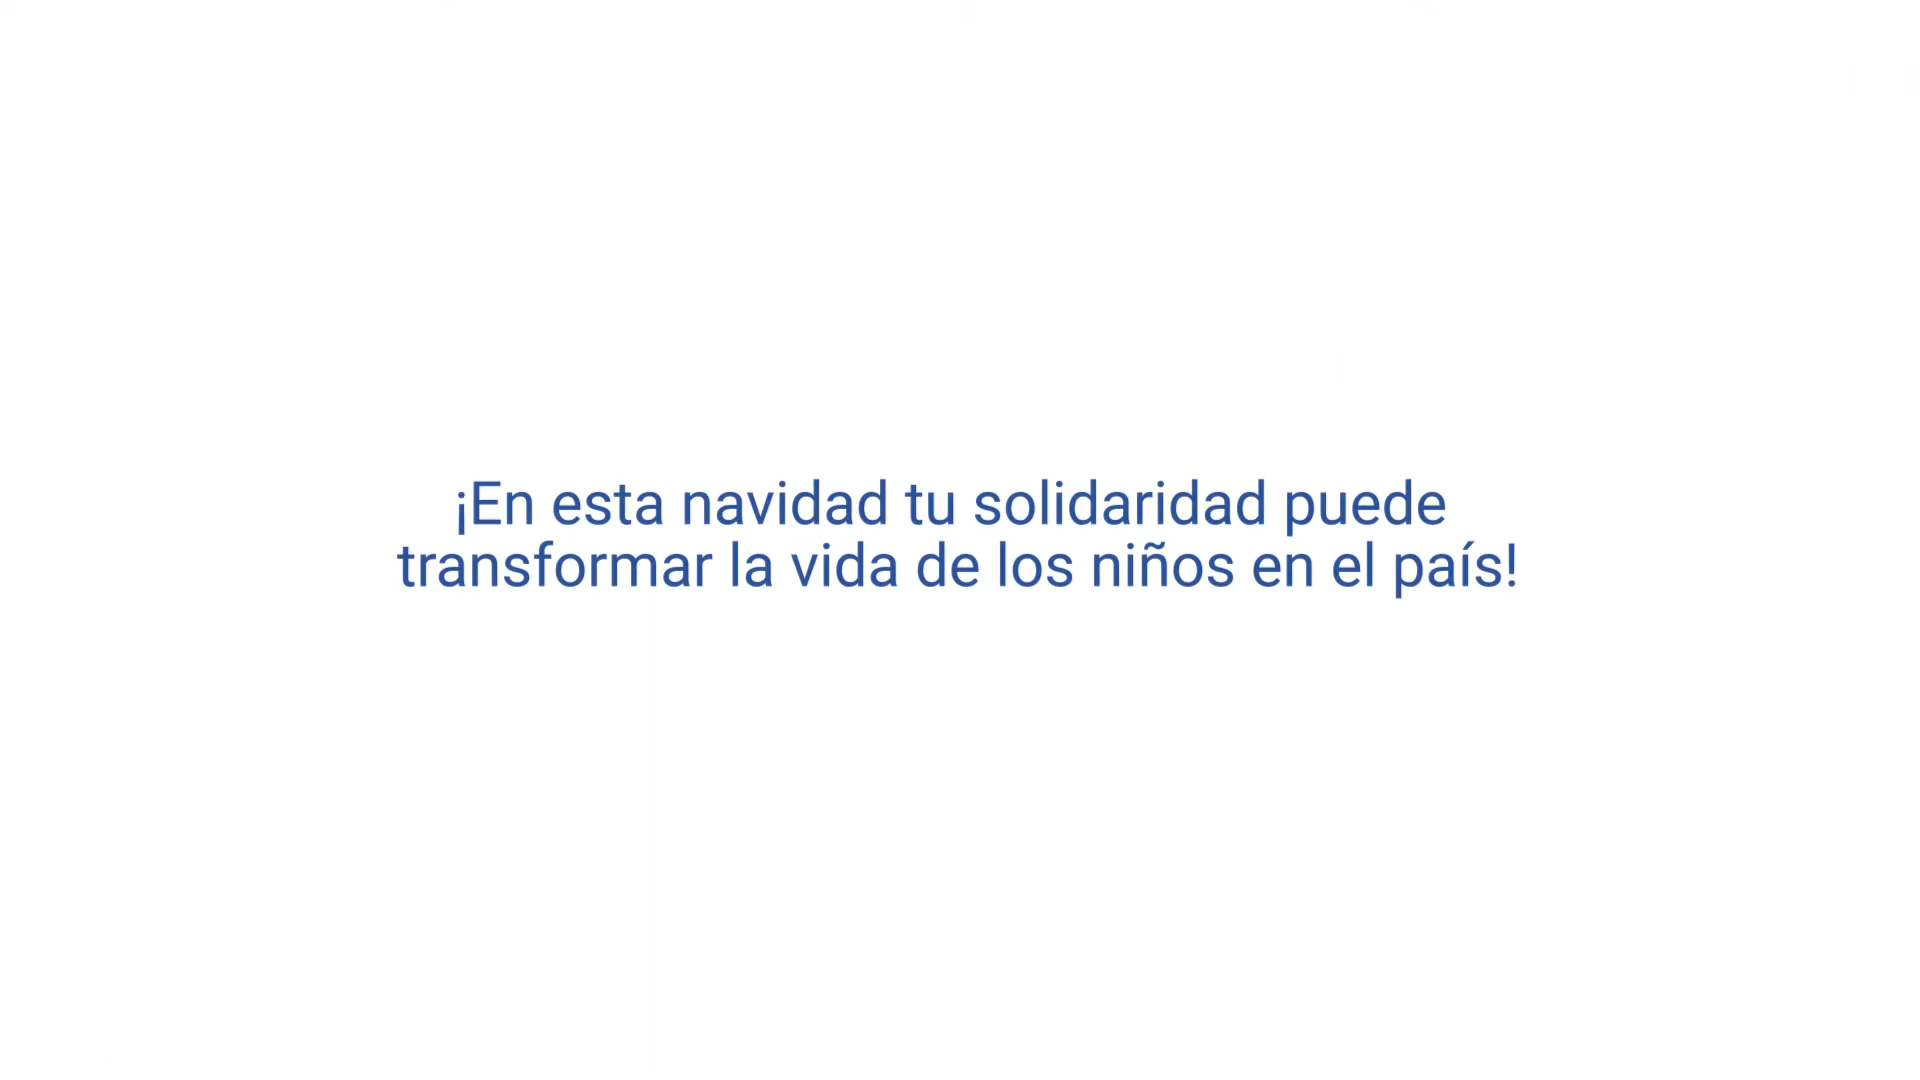 ¡En esta navidad tu solidaridad puede
transformar la vida de los niños en el país!